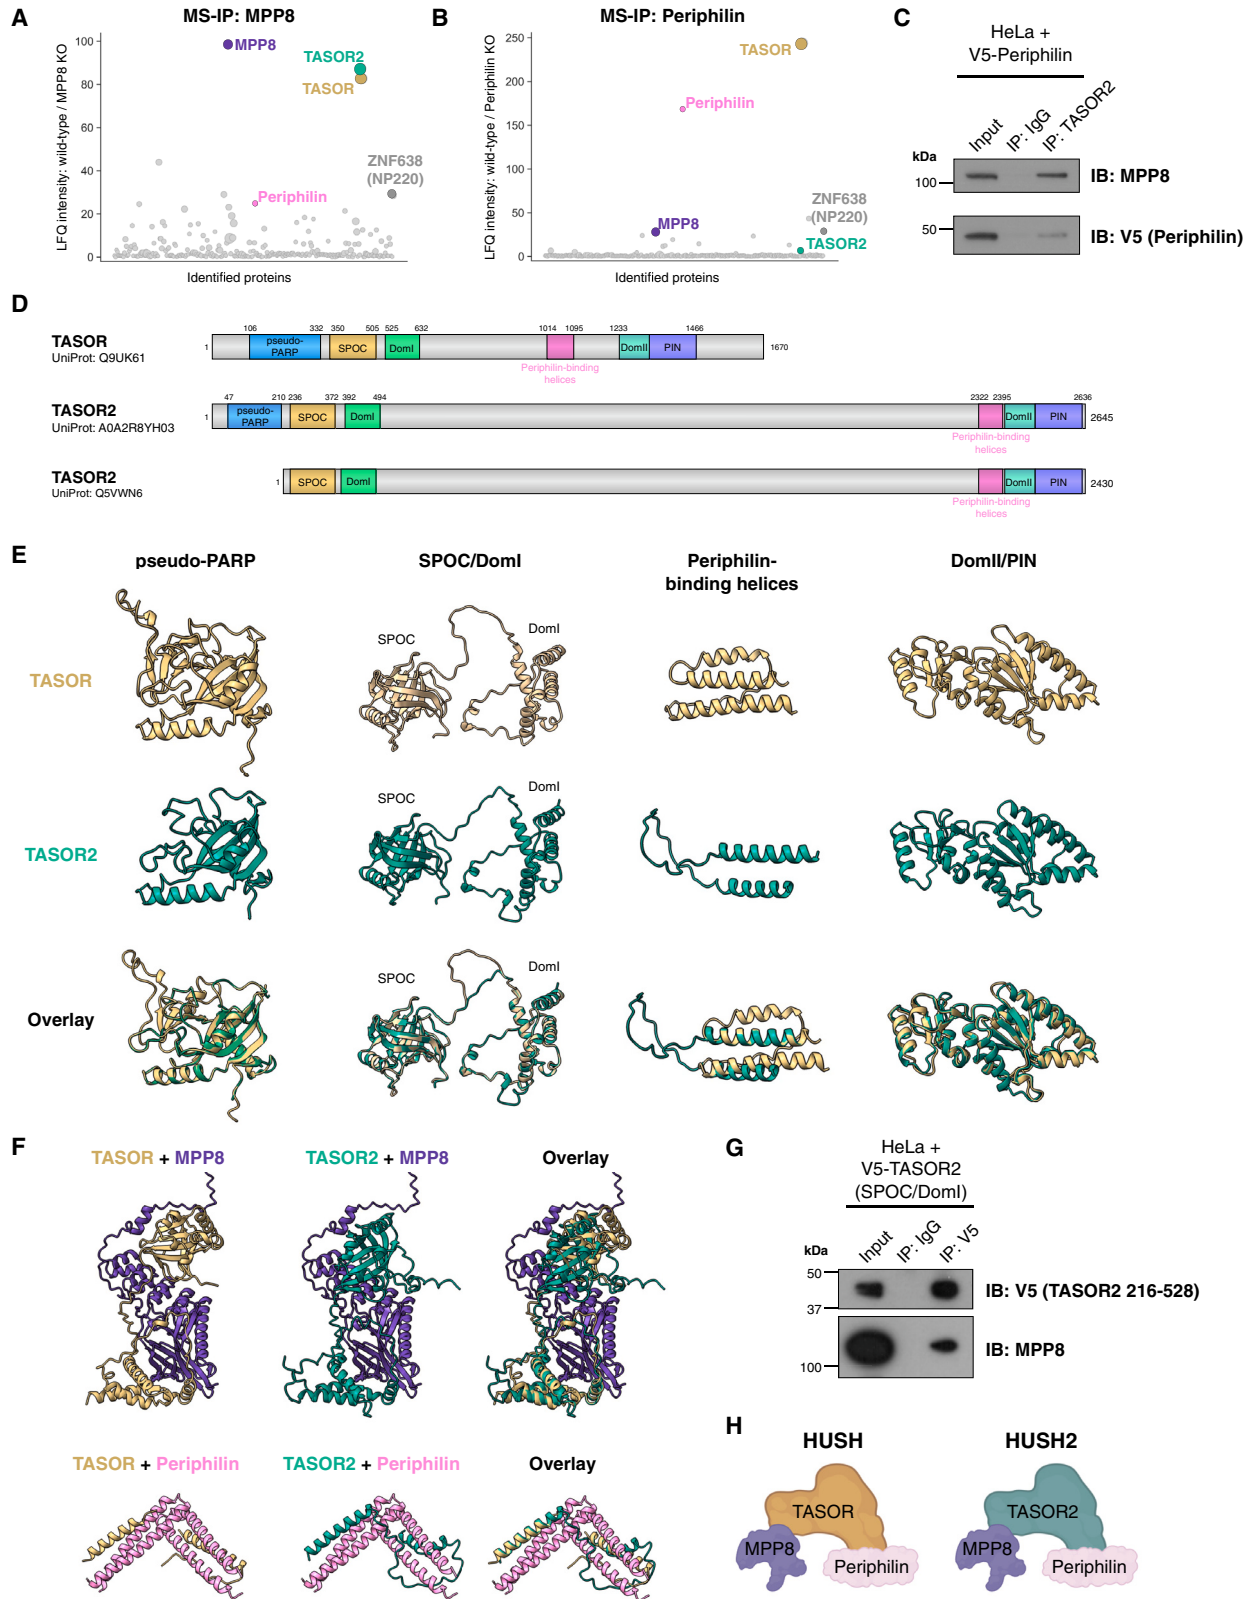 A
MS-IP: MPP8
LFQ intensity: wild-type / MPP8 KO
100
80
60
40
20
0
MPP8
TASOR2
TASOR
ZNF638
(NP220)
Periphilin
Identified proteins
B
MS-IP: Periphilin
LFQ intensity: wild-type / Periphilin KO
250
200
150
100
50
0
TASOR
Periphilin
ZNF638
(NP220)
MPP8
TASOR2
Identified proteins
C
HeLa +
V5-Periphilin
Input
IP: IgG
IP: TASOR2
kDa
100
IB: MPP8
50
IB: V5 (Periphilin)
D
TASOR
UniProt: Q9UK61
106 332 350 505 525 632 1014 1095 1233 1466
1 pseudo-PARP SPOC DomI DomII PIN 1670
Periphilin-binding
helices
TASOR2
UniProt: A0A2R8YH03
47 210 236 372 392 494 2322 2395 2636
1 pseudo-PARP SPOC DomI DomII PIN 2645
Periphilin-binding
helices
TASOR2
UniProt: Q5VWN6
1 SPOC DomI DomII PIN 2430
Periphilin-binding
helices
E
pseudo-PARP
SPOC/DomI
Periphilin-
binding helices
DomII/PIN
TASOR
SPOC
DomI
TASOR2
SPOC
DomI
Overlay
SPOC
DomI
F
TASOR + MPP8
TASOR2 + MPP8
Overlay
TASOR + Periphilin
TASOR2 + Periphilin
Overlay
G
HeLa +
V5-TASOR2
(SPOC/DomI)
Input
IP: IgG
IP: V5
kDa
50
37
IB: V5 (TASOR2 216-528)
100
IB: MPP8
H
HUSH
TASOR
MPP8
Periphilin
HUSH2
TASOR2
MPP8
Periphilin